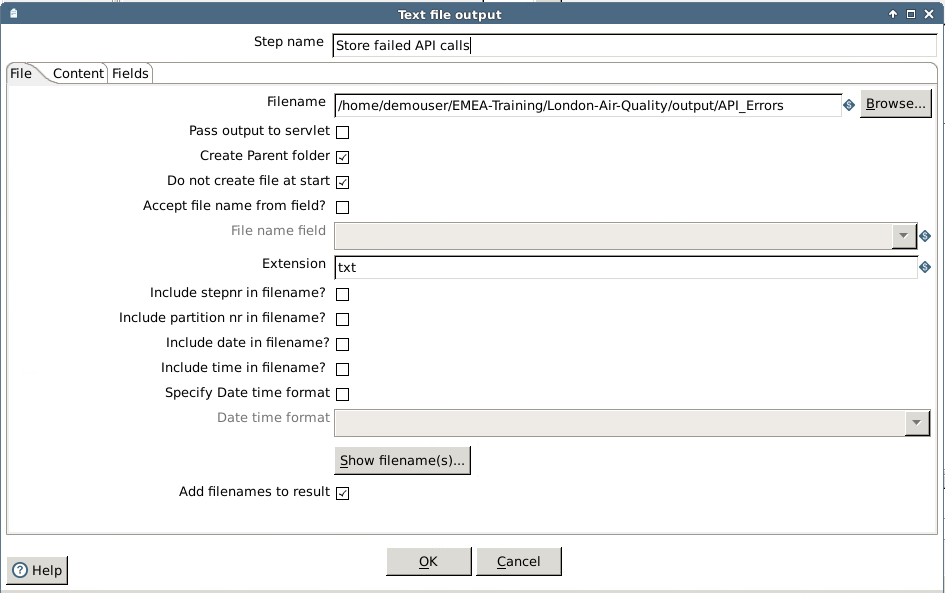 Text file output
Step name Store failed API calls
File Content Fields
Filename /home/demouser/EMEA-Training/London-Air-Quality/output/API_Errors Browse...
Pass output to servlet
Create Parent folder
Do not create file at start
Accept file name from field?
File name field
Extension txt
Include stepnr in filename?
Include partition nr in filename?
Include date in filename?
Include time in filename?
Specify Date time format
Date time format
Show filename(s)...
Add filenames to result
Help OK Cancel